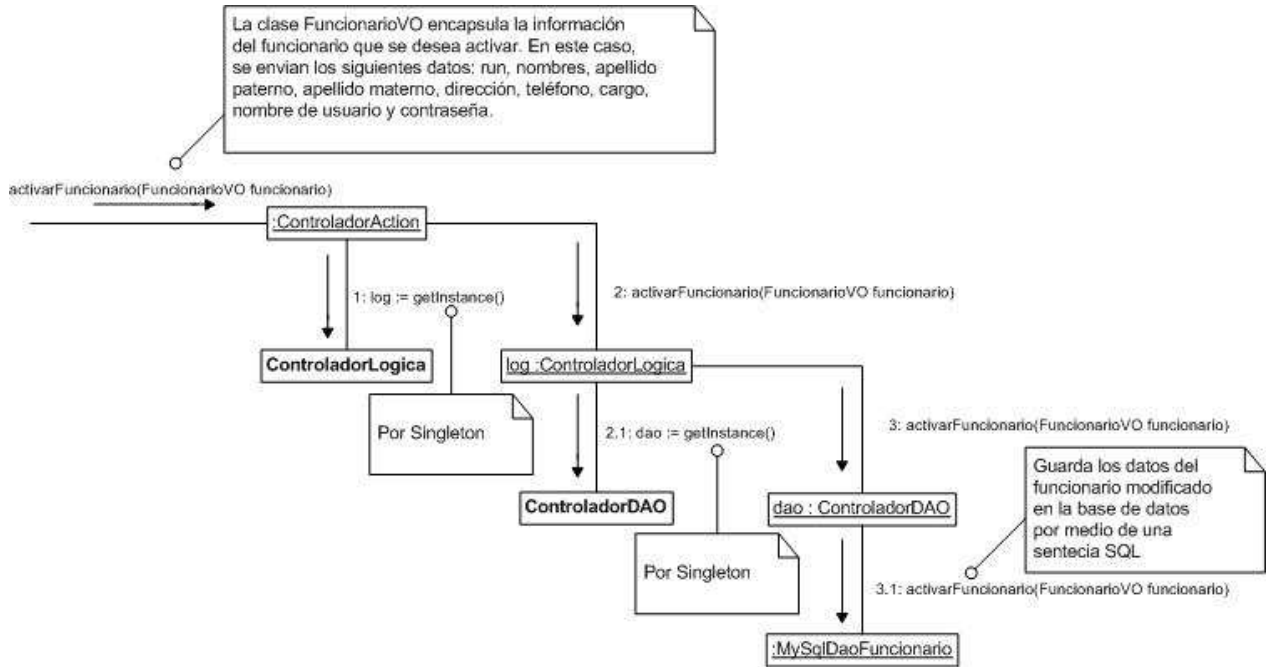 La clase FuncionarioVO encapsula la información
del funcionario que se desea activar. En este caso,
se envian los siguientes datos: run, nombres, apellido
paterno, apellido materno, dirección, teléfono, cargo,
nombre de usuario y contraseña.
activarFuncionario(FuncionarioVO funcionario)
:ControladorAction
1: log := getInstance()
2: activarFuncionario(FuncionarioVO funcionario)
ControladorLogica
log :ControladorLogica
Por Singleton
2.1: dao := getInstance()
3: activarFuncionario(FuncionarioVO funcionario)
Guarda los datos del
funcionario modificado
en la base de datos
por medio de una
sentecia SQL
ControladorDAO
dao : ControladorDAO
Por Singleton
3.1: activarFuncionario(FuncionarioVO funcionario)
:MySqlDaoFuncionario